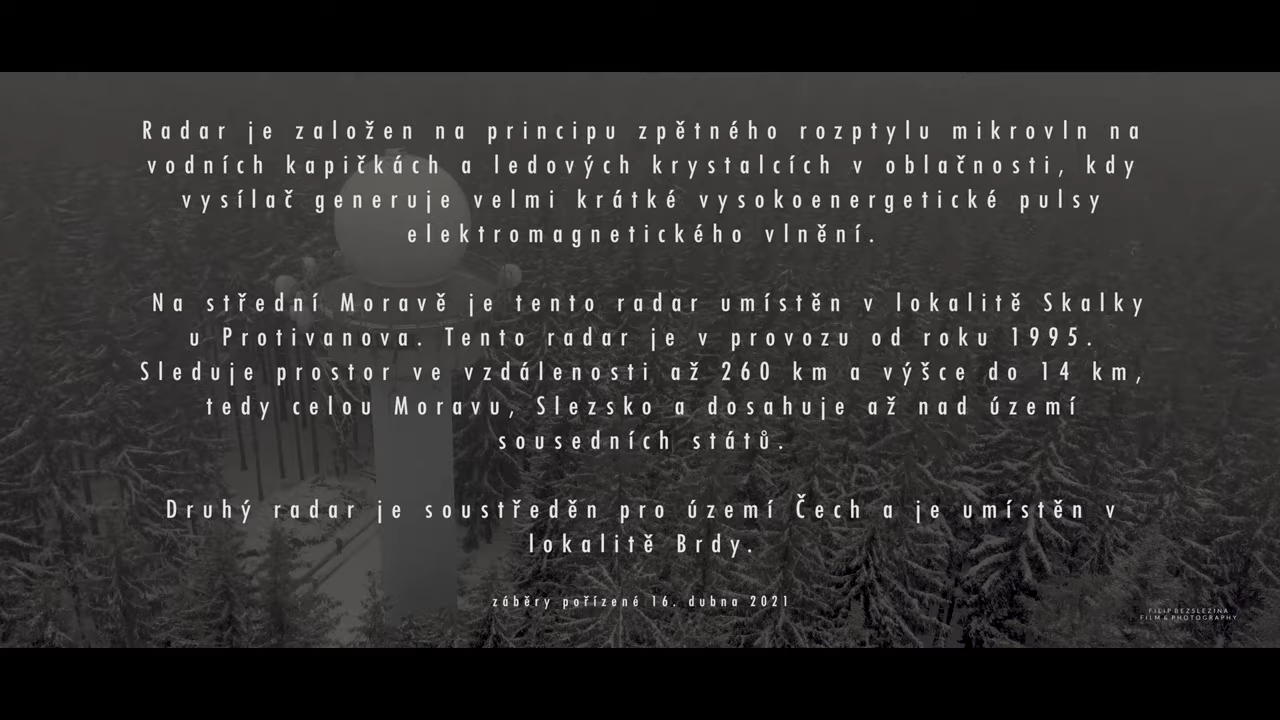 Radar je založen na principu zpětného rozptylu mikrovln na
vodních kapičkách a ledových krystalcích v oblačnosti, kdy
vysílač generuje velmi krátké vysokoenergetické pulsy
elektromagnetického vlnění.
Na střední Moravě je tento radar umístěn v lokalitě Skalky
u Protivanova. Tento radar je v provozu od roku 1995.
Sleduje prostor ve vzdálenosti až 260 km a výšce do 14 km,
tedy celou Moravu, Slezsko a dosahuje až nad území
sousedních států.
Druhý radar je soustředěn pro území Čech a je umístěn v
lokalitě Brdy.
záběry pořízené 16. dubna 2021
FILIP BEZSLEZINA
FILM & PHOTOGRAPHY